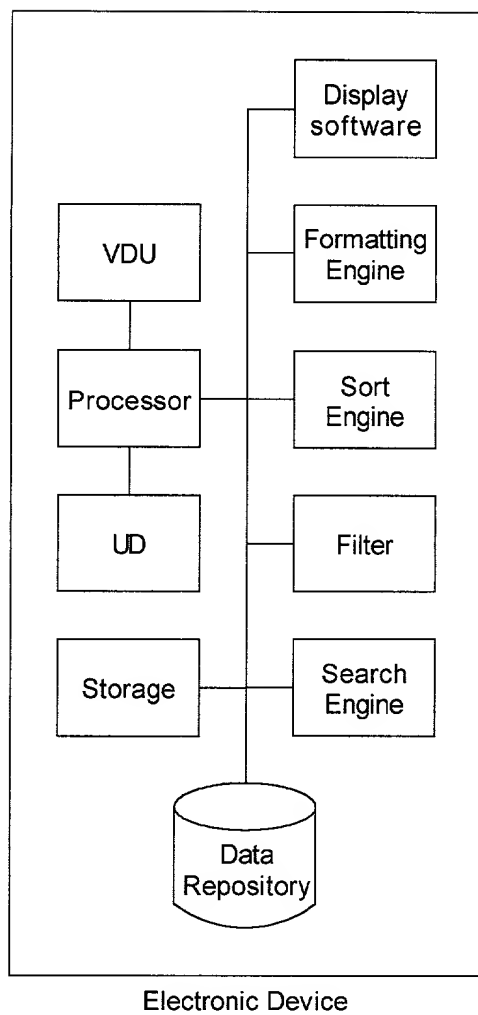 Display
software
VDU
Formatting
Engine
Processor
Sort
Engine
UD
Filter
Storage
Search
Engine
Data
Repository
Electronic Device